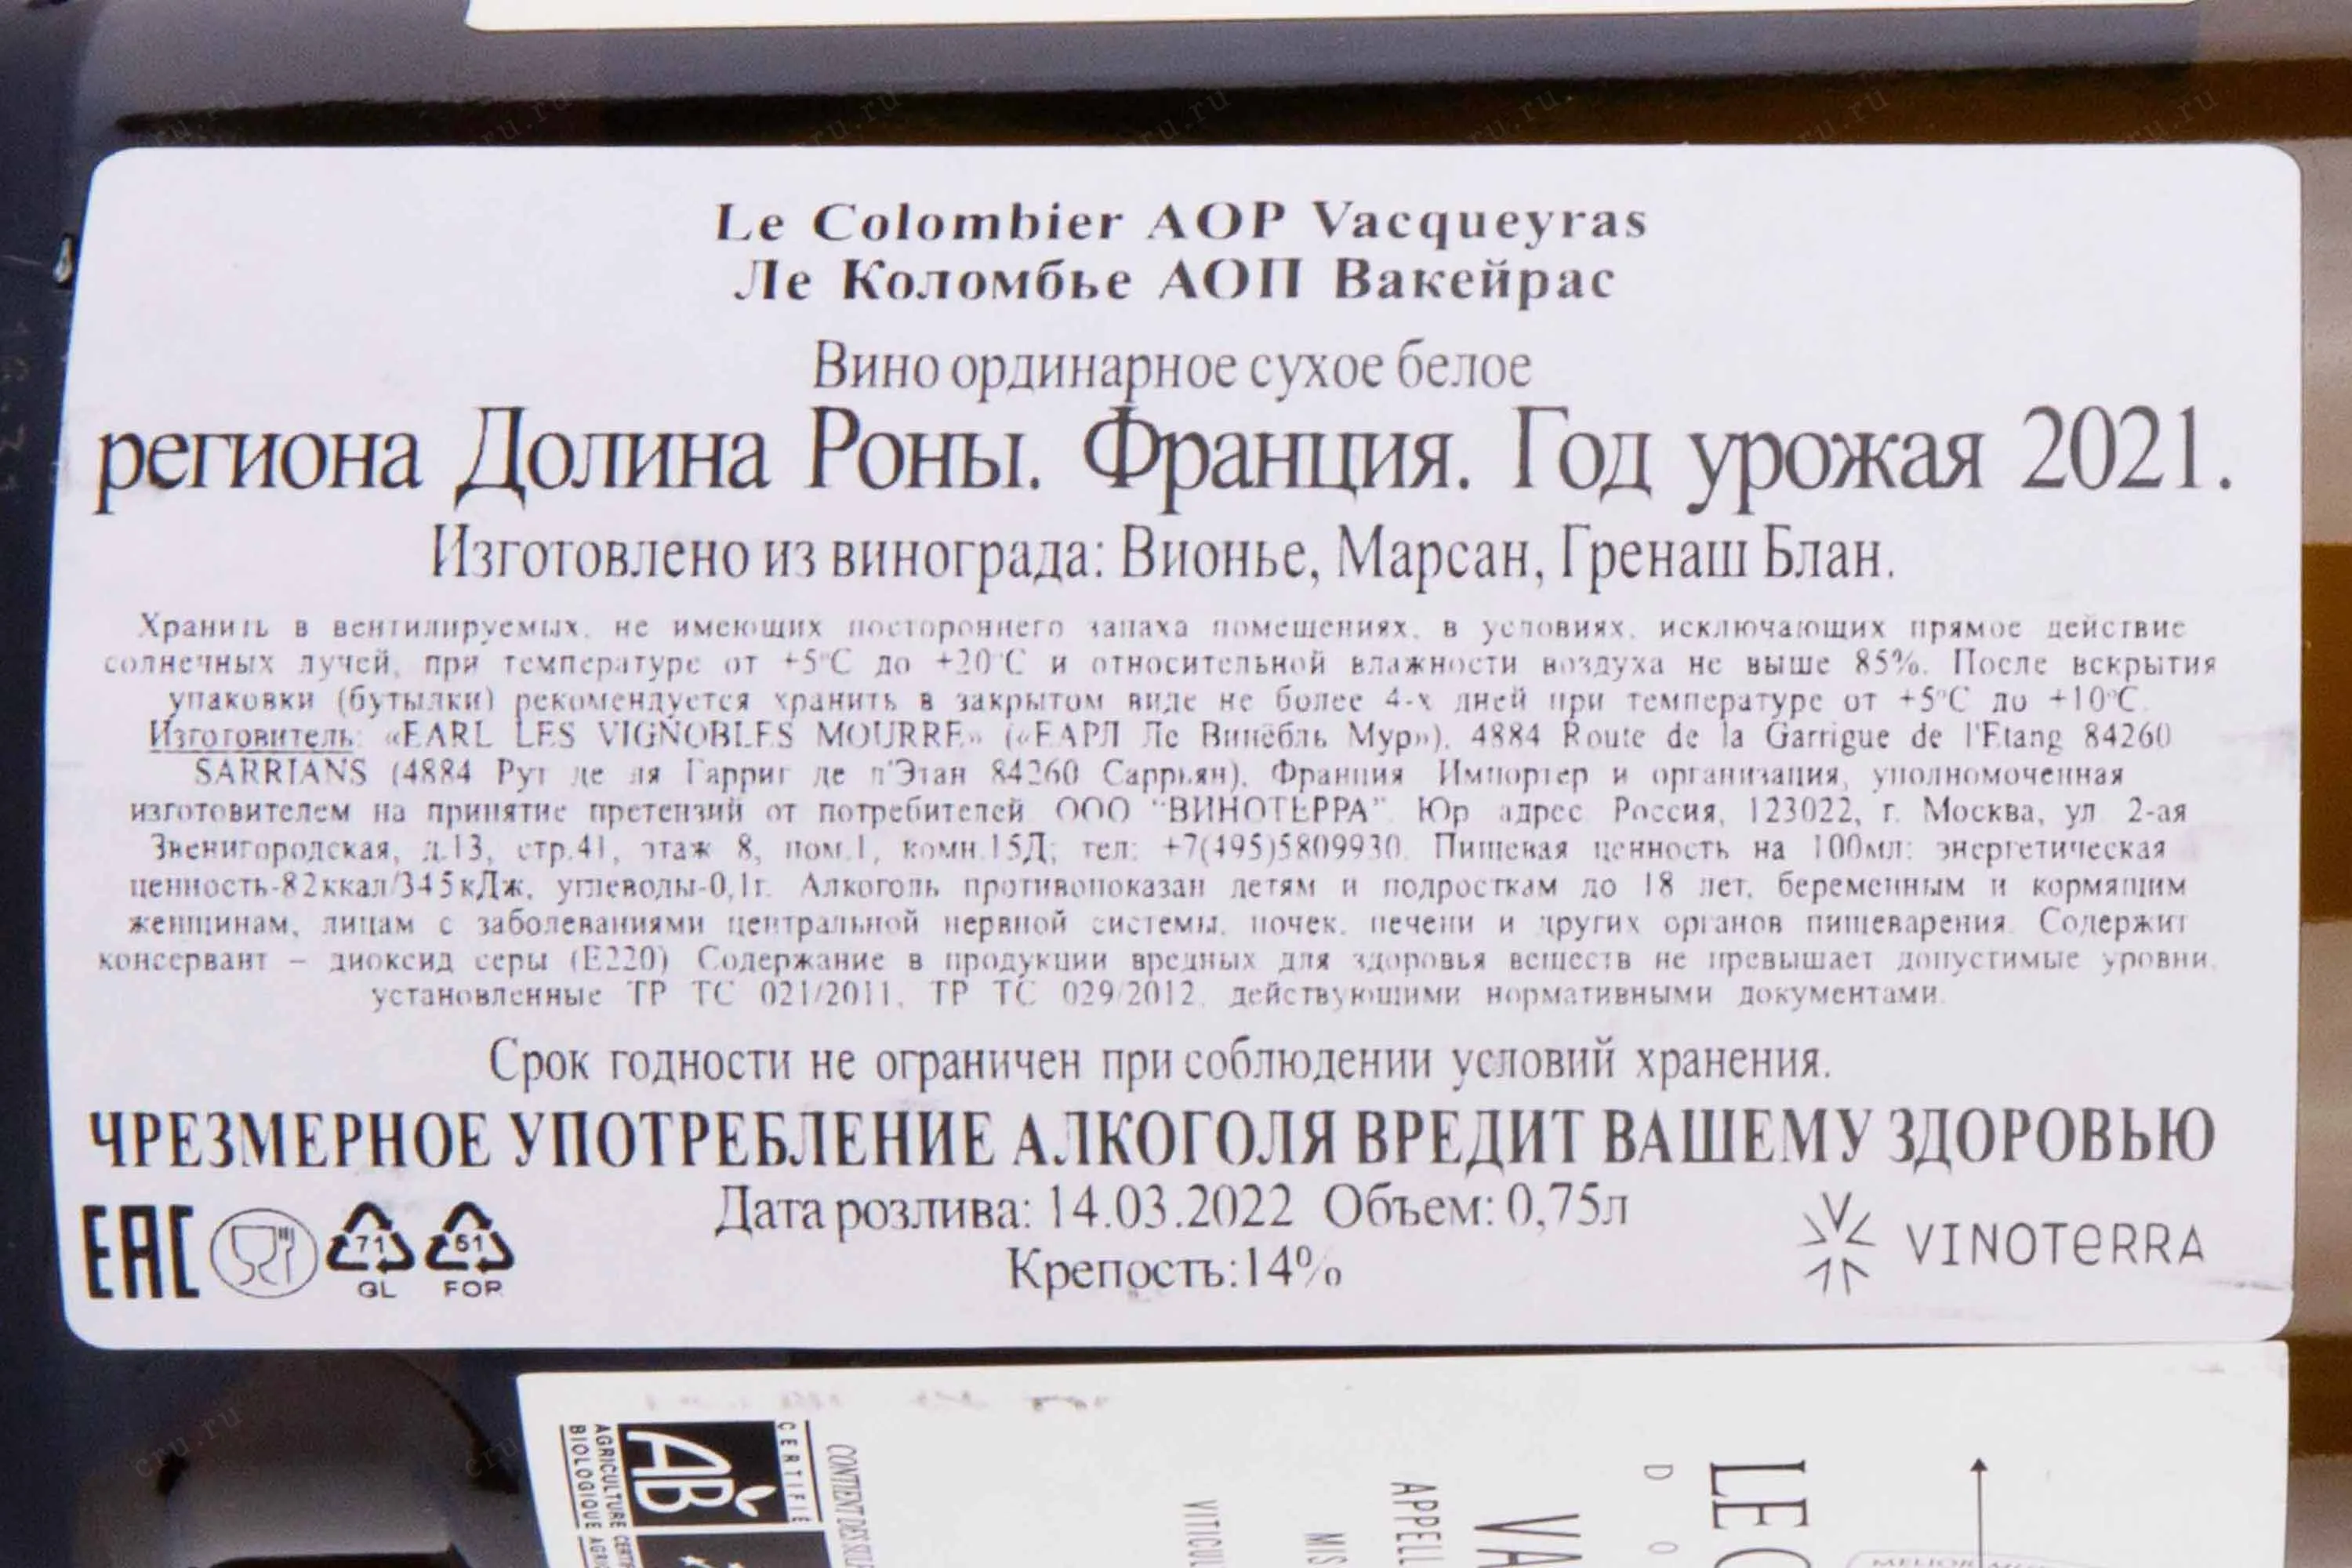 Le Colombier AOP Vacqueyras
Ле Коломбье АОП Вакейрас
Вино ординарное сухое белое
региона Долина Роны. Франция. Год урожая 2021.
Изготовлено из винограда: Вионье, Марсан, Гренаш Блан.
Хранить в вентилируемых, не имеющих постороннего запаха помещениях, в условиях, исключающих прямое действие
солнечных лучей, при температуре от +5°C до +20°C и относительной влажности воздуха не выше 85%. После вскрытия
упаковки (бутылки) рекомендуется хранить в закрытом виде не более 4-х дней при температуре от +5°C до +10°C.
Изготовитель: «EARL LES VIGNOBLES MOURRE» («ЕАРЛ Ле Винёбль Мур»), 4884 Route de la Garrigue de l'Etang 84260
SARRIANS (4884 Рут де ля Гарриг де л'Этан 84260 Саррьян), Франция Импортер и организация, уполномоченная
изготовителем на принятие претензий от потребителей ООО "ВИНОТЕРРА" Юр адрес Россия, 123022, г. Москва, ул 2-ая
Звенигородская, д.13, стр.41, этаж 8, пом.1, комн.15Д; тел: +7(495)5809930. Пищевая ценность на 100мл: энергетическая
ценность-82ккал/345кДж, углеводы-0,1г. Алкоголь противопоказан детям и подросткам до 18 лет, беременным и кормящим
женщинам, лицам с заболеваниями центральной нервной системы, почек, печени и других органов пищеварения. Содержит
консервант – диоксид серы (E220) Содержание в продукции вредных для здоровья веществ не превышает допустимые уровни,
установленные ТР ТС 021/2011, ТР ТС 029/2012, действующими нормативными документами.
Срок годности не ограничен при соблюдении условий хранения.
ЧРЕЗМЕРНОЕ УПОТРЕБЛЕНИЕ АЛКОГОЛЯ ВРЕДИТ ВАШЕМУ ЗДОРОВЬЮ
Дата розлива: 14.03.2022 Объем: 0,75л
Крепость:14%
EAC
71
GL
61
FOR
VINOTERRA
CERTIFIÉ
AB
AGRICULTURE
BIOLOGIQUE
CONTIENT DES
LE
cru.ru